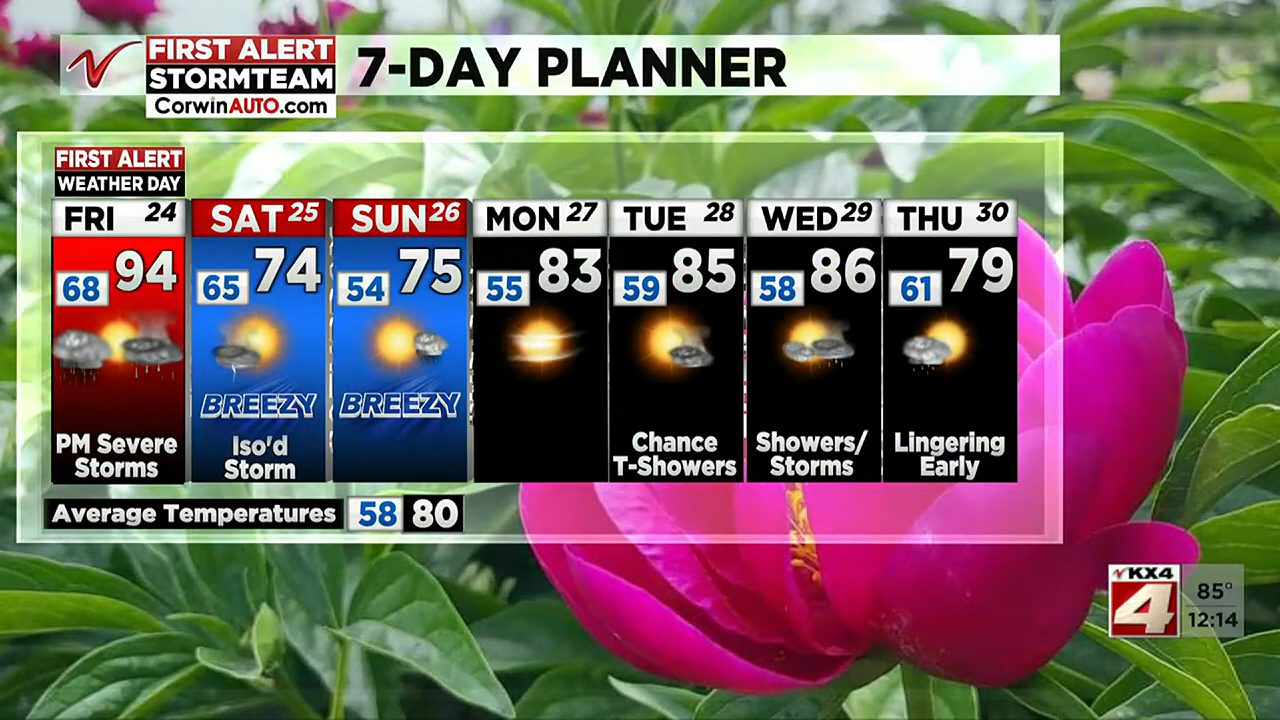 FIRST ALERT
STORMTEAM
CorwinAUTO.com
7-DAY PLANNER
FIRST ALERT
WEATHER DAY
FRI 24
68 94
PM Severe
Storms
SAT 25
65 74
BREEZY
Iso'd
Storm
SUN 26
54 75
BREEZY
MON 27
55 83
TUE 28
59 85
Chance
T-Showers
WED 29
58 86
Showers/
Storms
THU 30
61 79
Lingering
Early
Average Temperatures 58 80
KX4
4
85°
12:14